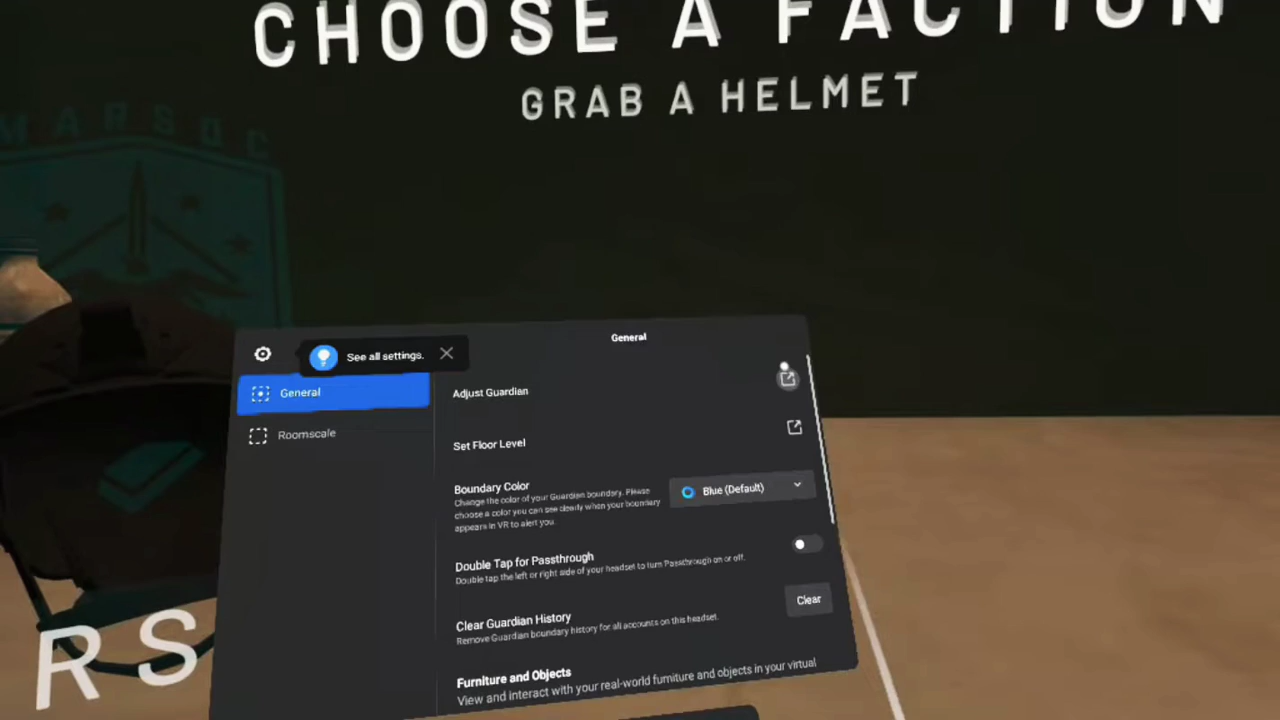 CHOOSE A FACTION
GRAB A HELMET
MARSOC
General
See all settings.
General
Adjust Guardian
Roomscale
Set Floor Level
Boundary Color
Change the color of your Guardian boundary. Please
choose a color you can see clearly when your boundary
appears in VR to alert you.
Blue (Default)
Double Tap for Passthrough
Double tap the left or right side of your headset to turn Passthrough on or off.
Clear Guardian History
Remove Guardian boundary history for all accounts on this headset.
Clear
RS
Furniture and Objects
View and interact with your real-world furniture and objects in your virtual